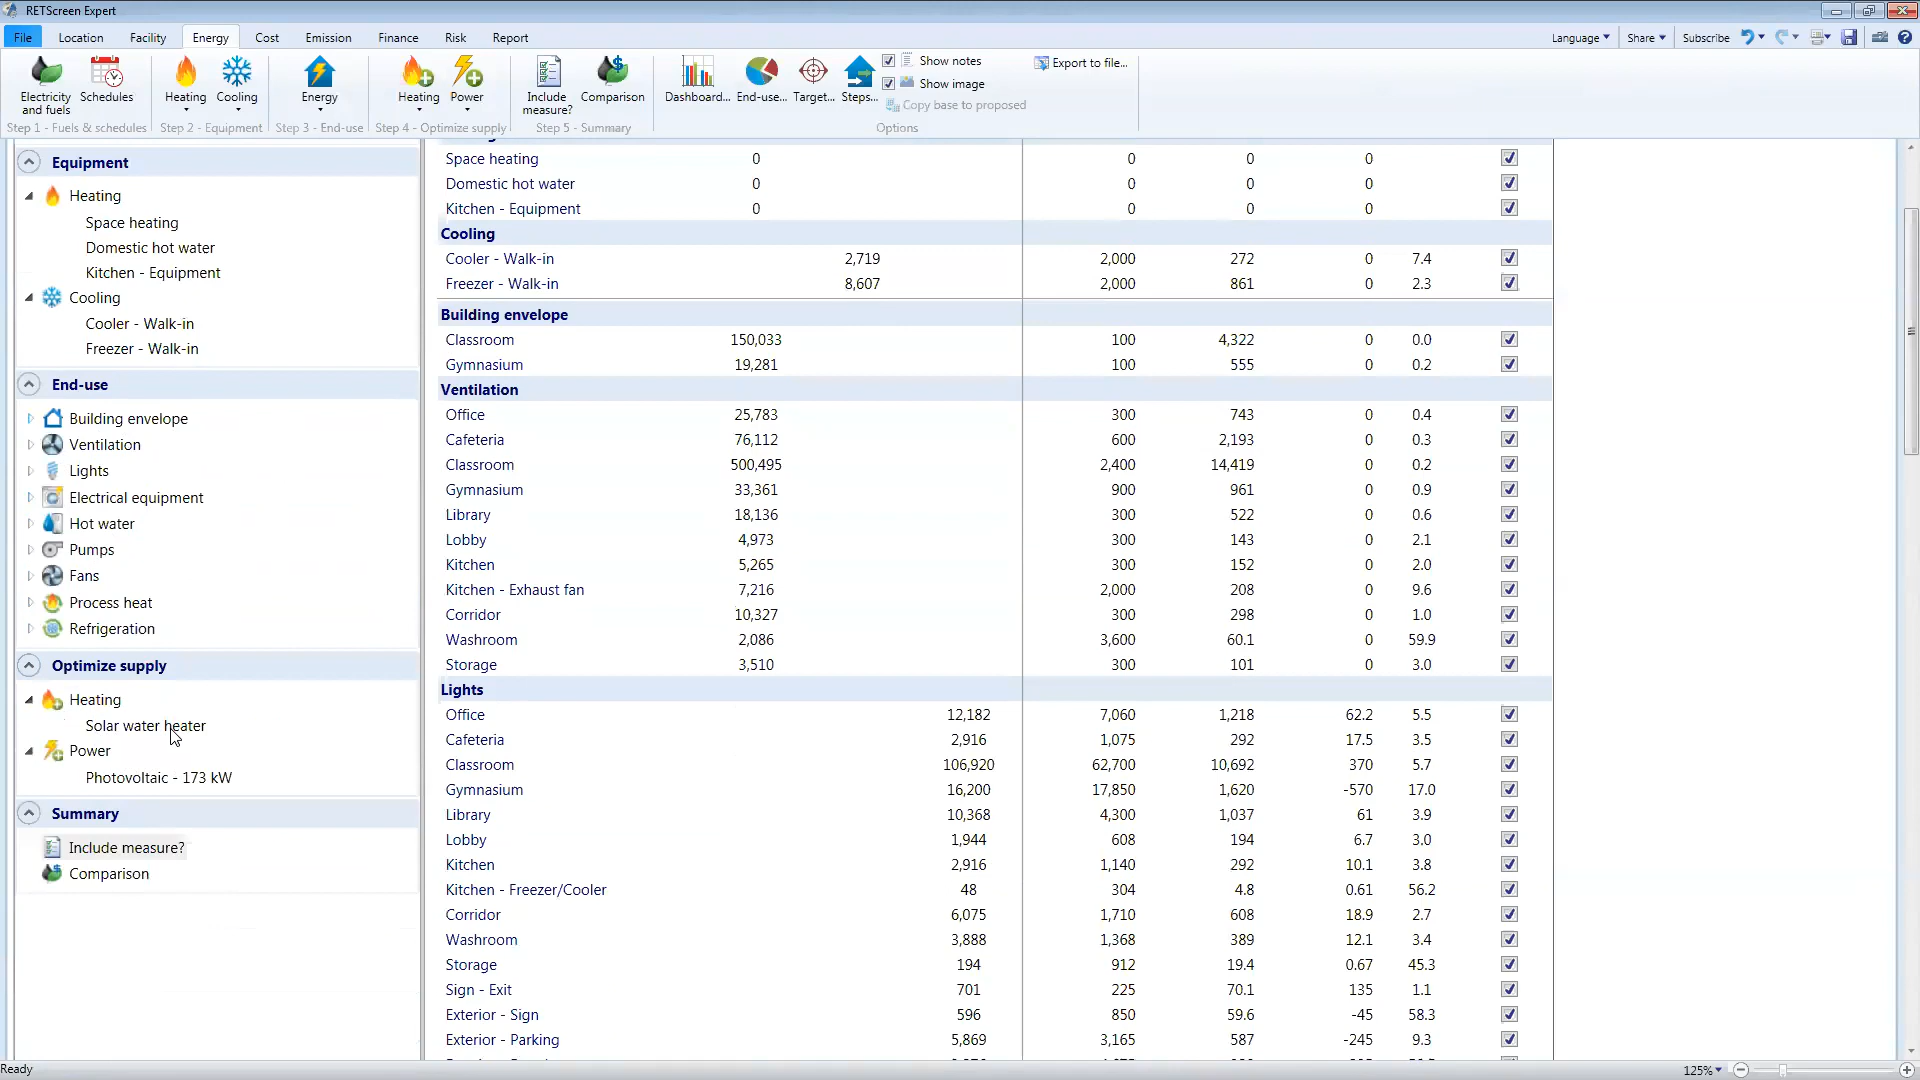 RETScreen Expert
File Location Facility Energy Cost Emission Finance Risk Report Language Share Subscribe
Electricity and fuels Schedules Heating Cooling Energy Heating Power Include measure? Comparison Dashboard... End-use... Target... Steps... Show notes Export to file...
Show image
Copy base to proposed
Step 1 - Fuels & schedules Step 2 - Equipment Step 3 - End-use Step 4 - Optimize supply Step 5 - Summary Options
Equipment
Heating
Space heating
Domestic hot water
Kitchen - Equipment
Cooling
Cooler - Walk-in
Freezer - Walk-in
End-use
Building envelope
Ventilation
Lights
Electrical equipment
Hot water
Pumps
Fans
Process heat
Refrigeration
Optimize supply
Heating
Solar water heater
Power
Photovoltaic - 173 kW
Summary
Include measure?
Comparison
Space heating 0 0 0 0
Domestic hot water 0 0 0 0
Kitchen - Equipment 0 0 0 0
Cooling
Cooler - Walk-in 2,719 2,000 272 0 7.4
Freezer - Walk-in 8,607 2,000 861 0 2.3
Building envelope
Classroom 150,033 100 4,322 0 0.0
Gymnasium 19,281 100 555 0 0.2
Ventilation
Office 25,783 300 743 0 0.4
Cafeteria 76,112 600 2,193 0 0.3
Classroom 500,495 2,400 14,419 0 0.2
Gymnasium 33,361 900 961 0 0.9
Library 18,136 300 522 0 0.6
Lobby 4,973 300 143 0 2.1
Kitchen 5,265 300 152 0 2.0
Kitchen - Exhaust fan 7,216 2,000 208 0 9.6
Corridor 10,327 300 298 0 1.0
Washroom 2,086 3,600 60.1 0 59.9
Storage 3,510 300 101 0 3.0
Lights
Office 12,182 7,060 1,218 62.2 5.5
Cafeteria 2,916 1,075 292 17.5 3.5
Classroom 106,920 62,700 10,692 370 5.7
Gymnasium 16,200 17,850 1,620 -570 17.0
Library 10,368 4,300 1,037 61 3.9
Lobby 1,944 608 194 6.7 3.0
Kitchen 2,916 1,140 292 10.1 3.8
Kitchen - Freezer/Cooler 48 304 4.8 0.61 56.2
Corridor 6,075 1,710 608 18.9 2.7
Washroom 3,888 1,368 389 12.1 3.4
Storage 194 912 19.4 0.67 45.3
Sign - Exit 701 225 70.1 135 1.1
Exterior - Sign 596 850 59.6 -45 58.3
Exterior - Parking 5,869 3,165 587 -245 9.3
Ready 125%